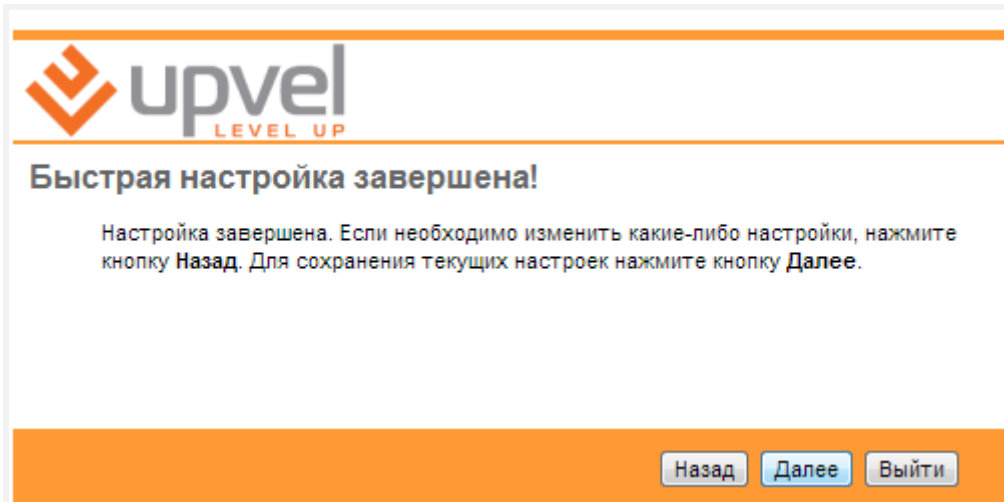 upvel
LEVEL UP
Быстрая настройка завершена!
Настройка завершена. Если необходимо изменить какие-либо настройки, нажмите
кнопку Назад. Для сохранения текущих настроек нажмите кнопку Далее.
Назад Далее Выйти